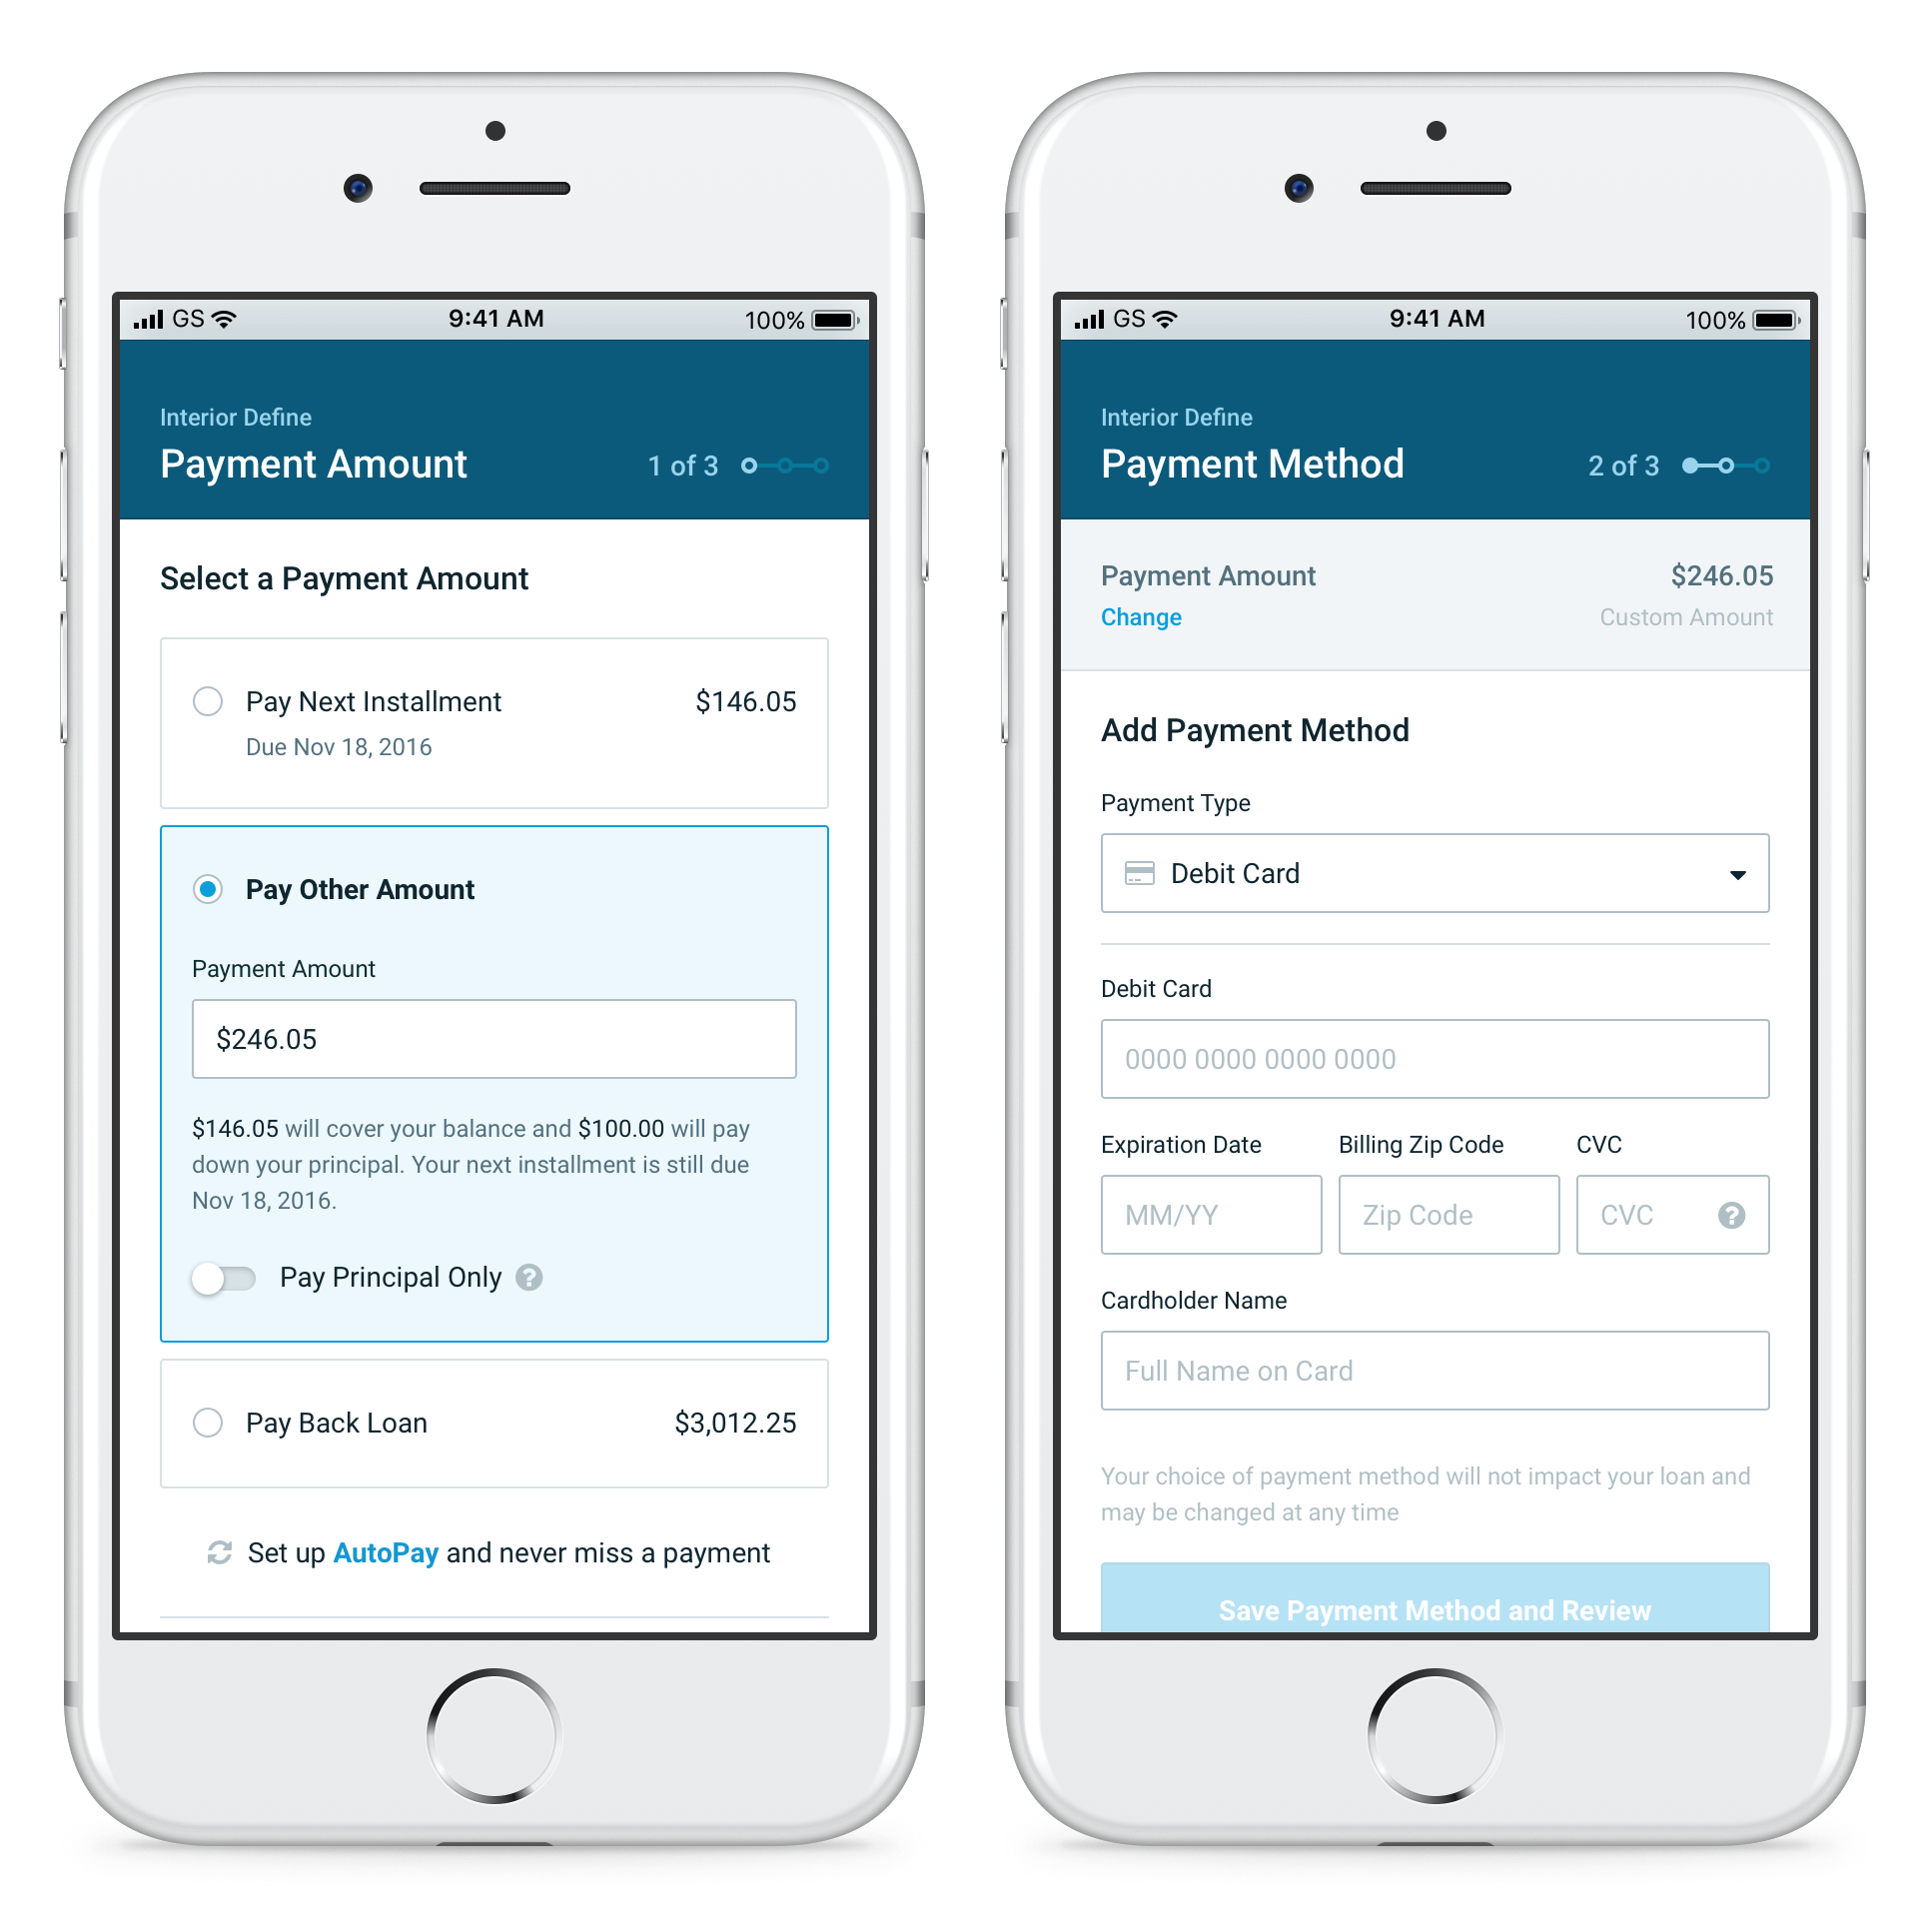 GS 9:41 AM 100%
Interior Define
Payment Amount 1 of 3
Select a Payment Amount
Pay Next Installment $146.05
Due Nov 18, 2016
Pay Other Amount
Payment Amount
$246.05
$146.05 will cover your balance and $100.00 will pay
down your principal. Your next installment is still due
Nov 18, 2016.
Pay Principal Only ?
Pay Back Loan $3,012.25
Set up AutoPay and never miss a payment
GS 9:41 AM 100%
Interior Define
Payment Method 2 of 3
Payment Amount $246.05
Change Custom Amount
Add Payment Method
Payment Type
Debit Card
Debit Card
0000 0000 0000 0000
Expiration Date Billing Zip Code CVC
MM/YY Zip Code CVC ?
Cardholder Name
Full Name on Card
Your choice of payment method will not impact your loan and
may be changed at any time
Save Payment Method and Review